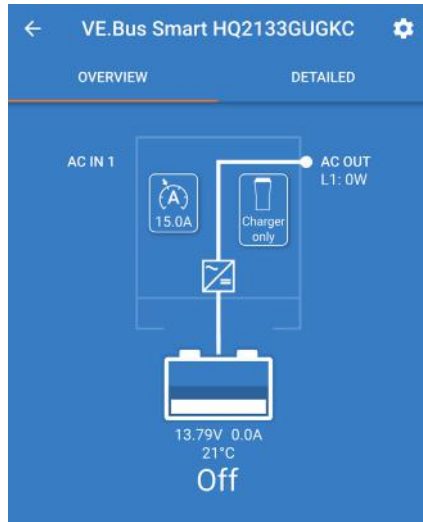 VE.Bus Smart HQ2133GUGKC
OVERVIEW
DETAILED
AC IN 1
AC OUT
L1: 0W
A
15.0A
Charger
only
13.79V 0.0A
21°C
Off